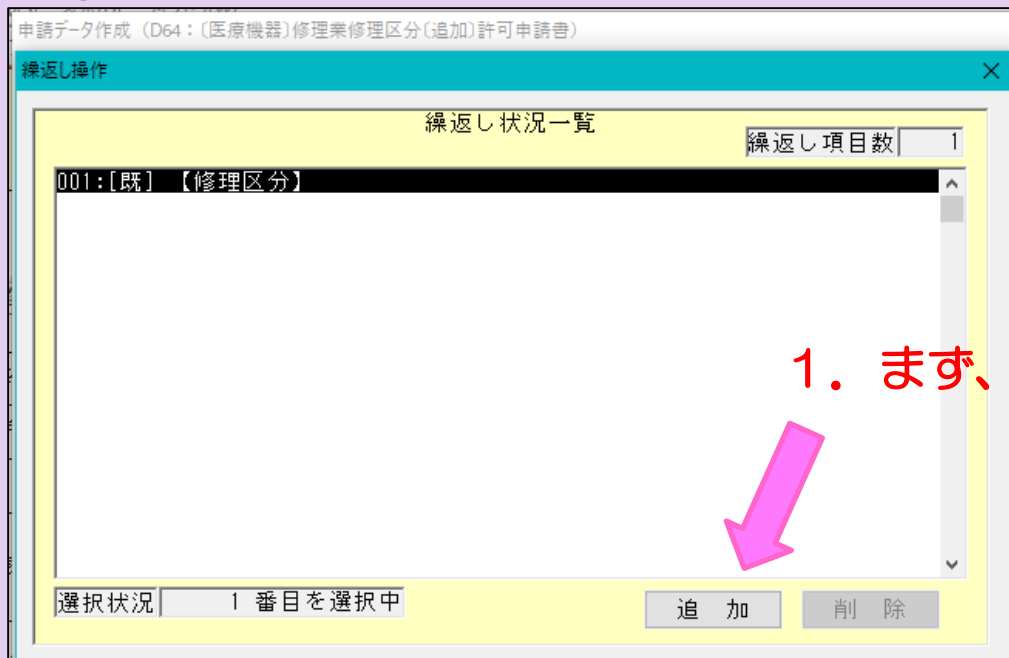 申請データ作成（D64：〔医療機器〕修理業修理区分〔追加〕許可申請書）
繰返し操作
繰返し状況一覧
繰返し項目数 1
001:[既] 【修理区分】
1. まず、
選択状況 1 番目を選択中
追 加
削 除